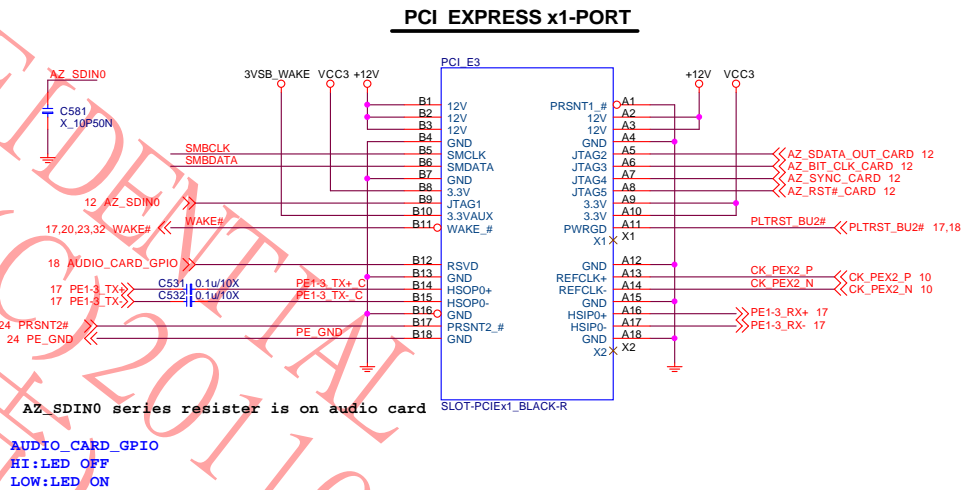 PCI EXPRESS x1-PORT
PCI_E3
AZ_SDIN0
3VSB_WAKE VCC3 +12V
+12V VCC3
C581
X_10P50N
B1 12V
B2 12V
B3 12V
B4 GND
SMBCLK B5 SMCLK
SMBDATA B6 SMDATA
B7 GND
B8 3.3V
12 AZ_SDIN0 B9 JTAG1
B10 3.3VAUX
17,20,23,32 WAKE# WAKE# B11 WAKE_#
18 AUDIO_CARD_GPIO B12 RSVD
B13 GND
17 PE1-3_TX+ C531 0.1u/10X PE1-3_TX+_C B14 HSOP0+
17 PE1-3_TX- C532 0.1u/10X PE1-3_TX-_C B15 HSOP0-
B16 GND
24 PRSNT2# B17 PRSNT2_#
24 PE_GND PE_GND B18 GND
PRSNT1_# A1
12V A2
12V A3
GND A4
JTAG2 A5 AZ_SDATA_OUT_CARD 12
JTAG3 A6 AZ_BIT_CLK_CARD 12
JTAG4 A7 AZ_SYNC_CARD 12
JTAG5 A8 AZ_RST#_CARD 12
3.3V A9
3.3V A10
PWRGD A11 PLTRST_BU2# PLTRST_BU2# 17,18
X1 X1
GND A12
REFCLK+ A13 CK_PEX2_P CK_PEX2_P 10
REFCLK- A14 CK_PEX2_N CK_PEX2_N 10
GND A15
HSIP0+ A16 PE1-3_RX+ 17
HSIP0- A17 PE1-3_RX- 17
GND A18
X2 X2
SLOT-PCIEx1_BLACK-R
AZ_SDIN0 series resister is on audio card
AUDIO_CARD_GPIO
HI:LED OFF
LOW:LED ON